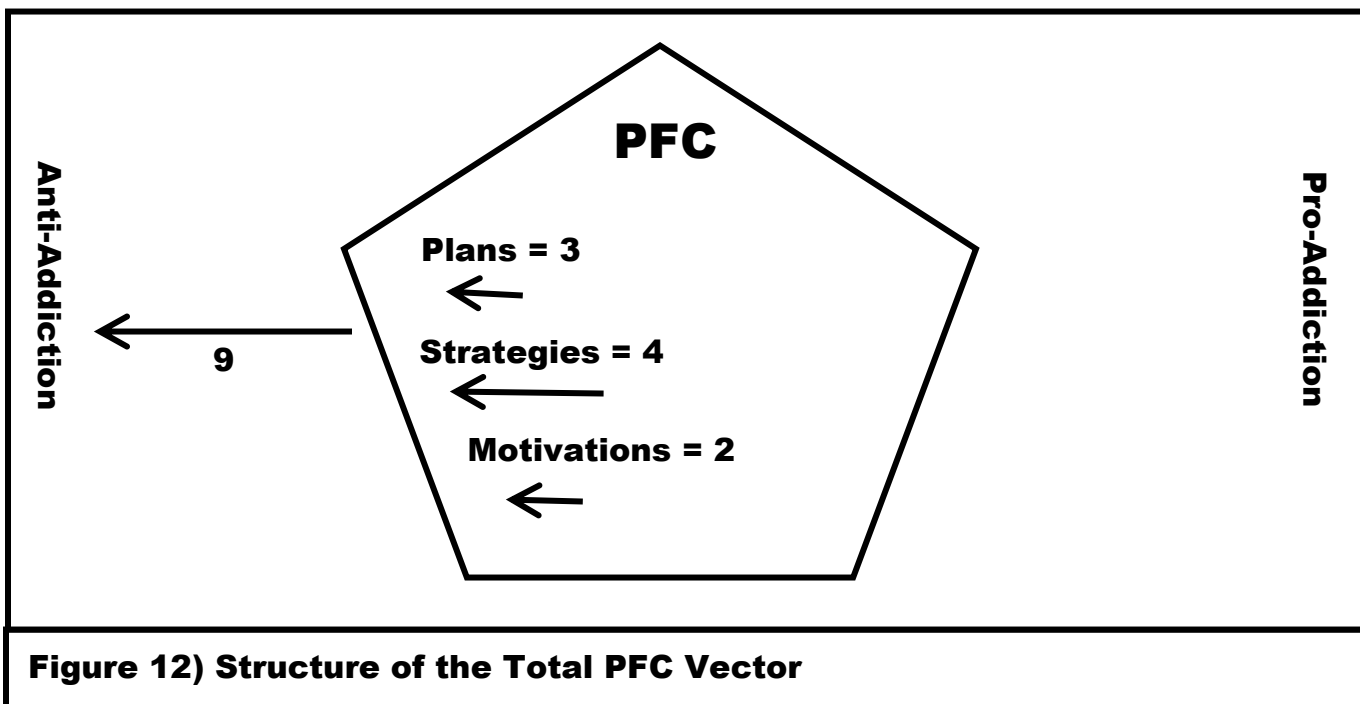 PFC
Anti-Addiction
Pro-Addiction
Plans = 3
9
Strategies = 4
Motivations = 2
Figure 12) Structure of the Total PFC Vector